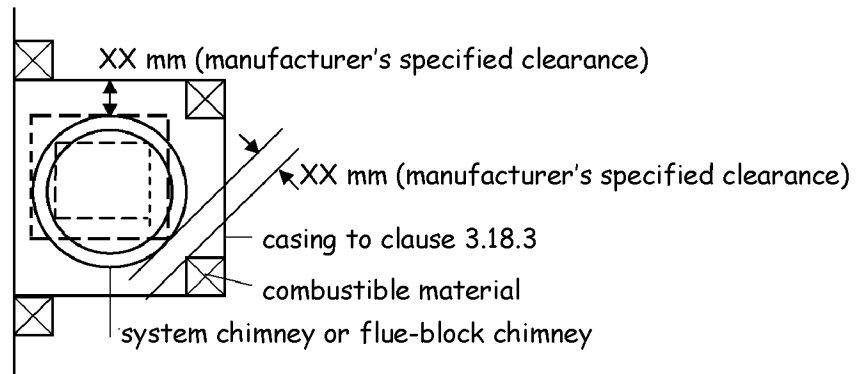 XX mm (manufacturer's specified clearance)
XX mm (manufacturer's specified clearance)
casing to clause 3.18.3
combustible material
system chimney or flue-block chimney